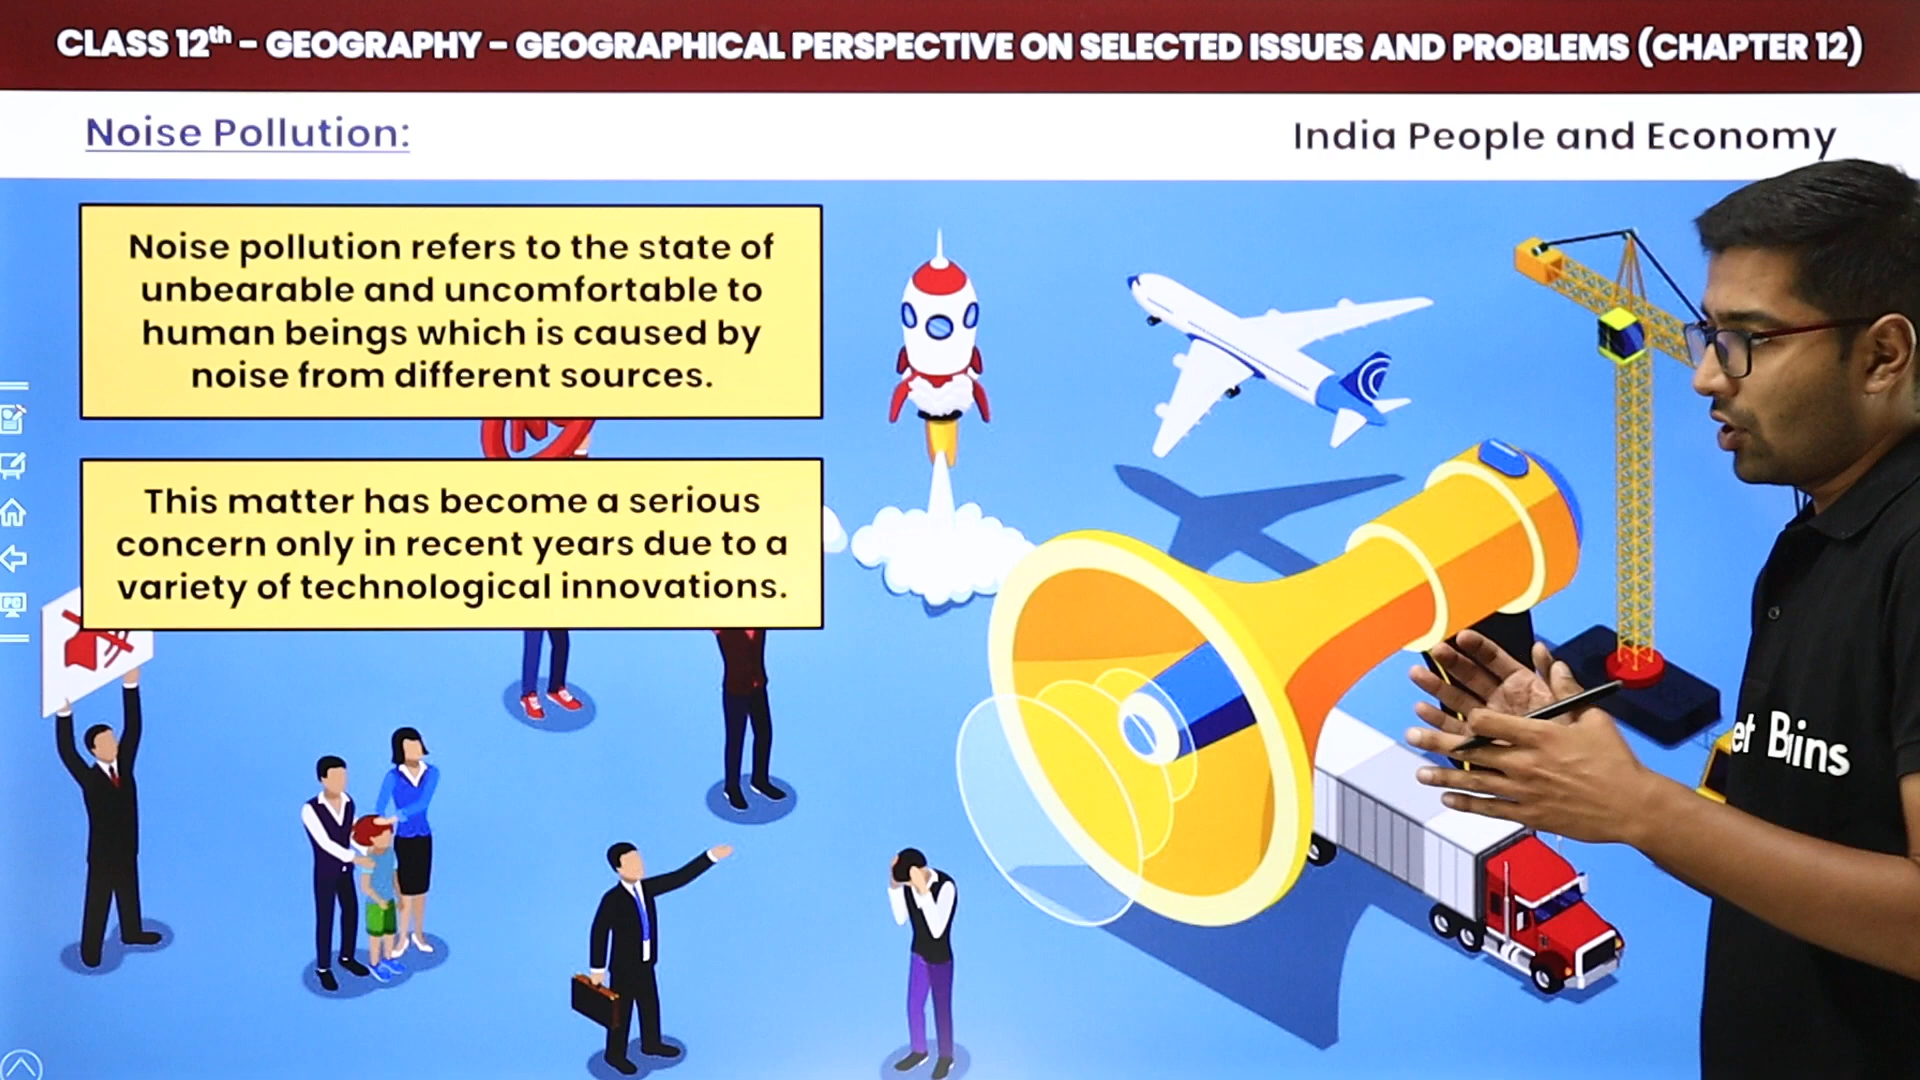 CLASS 12th - GEOGRAPHY - GEOGRAPHICAL PERSPECTIVE ON SELECTED ISSUES AND PROBLEMS (CHAPTER 12)
Noise Pollution:
India People and Economy
Noise pollution refers to the state of
unbearable and uncomfortable to
human beings which is caused by
noise from different sources.
This matter has become a serious
concern only in recent years due to a
variety of technological innovations.